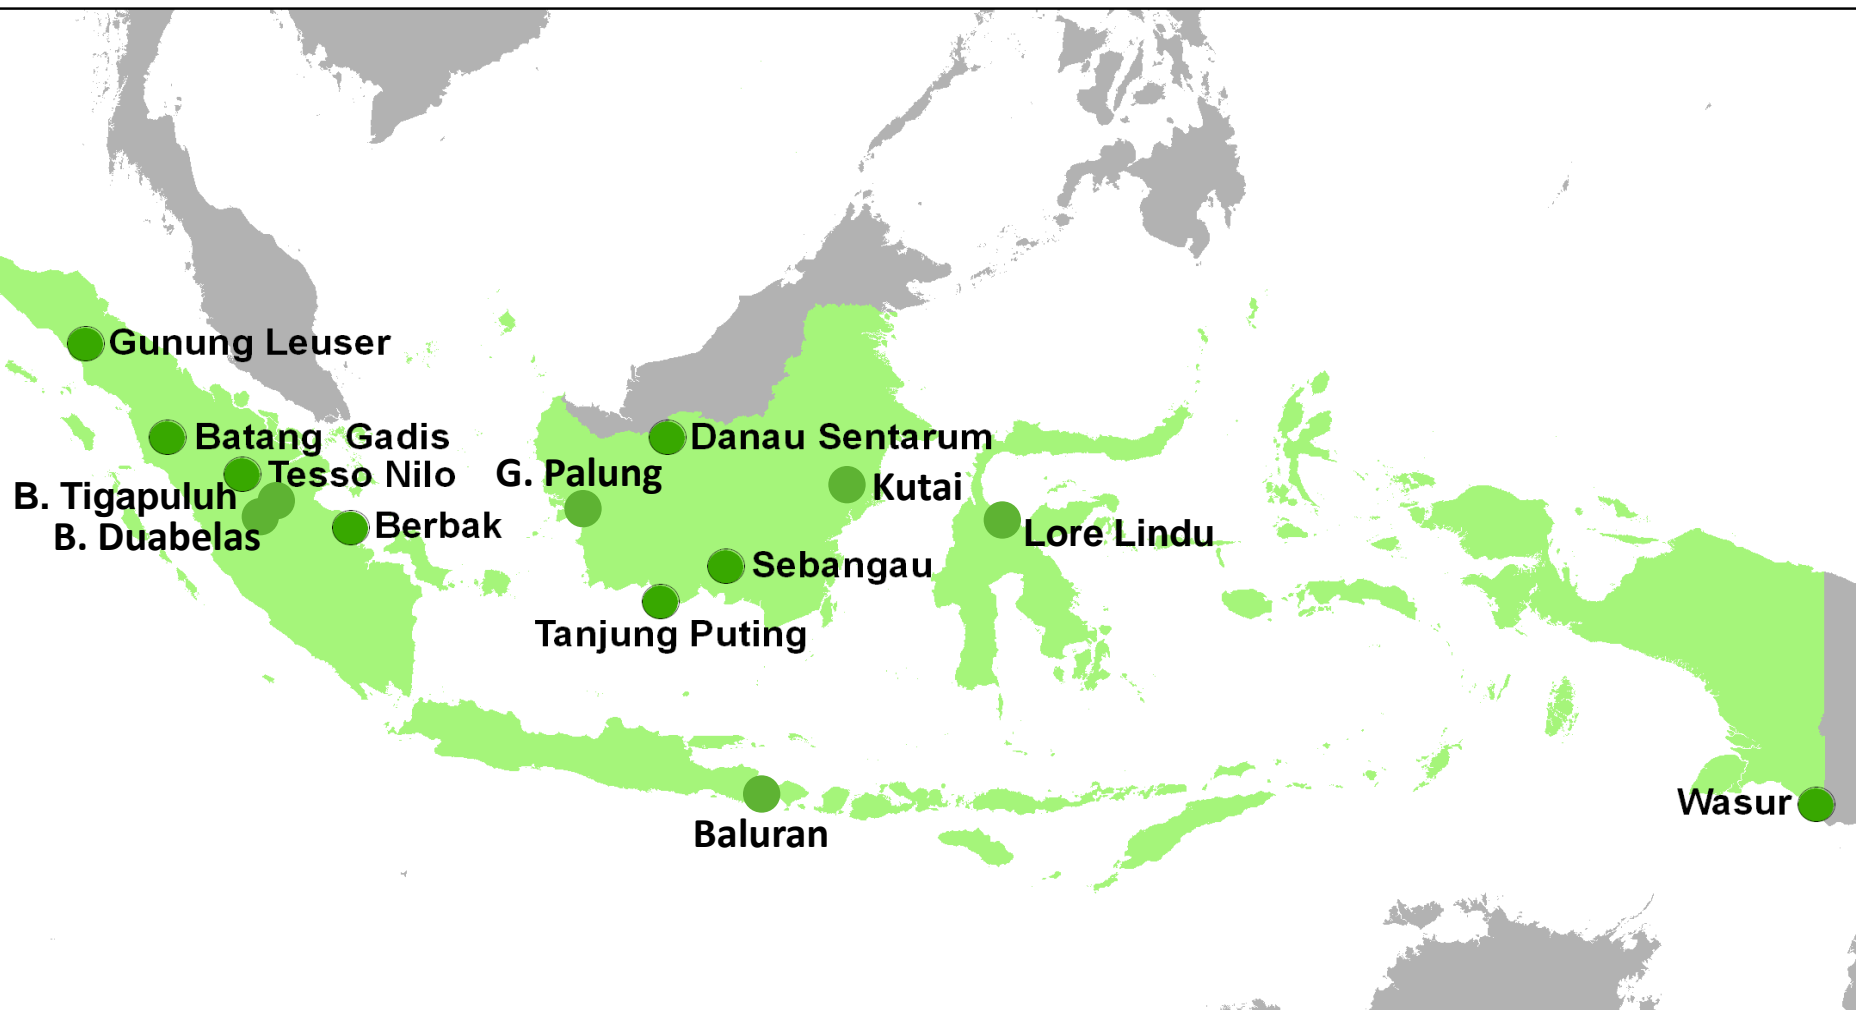 Gunung Leuser
Batang  Gadis
Danau Sentarum
Tesso Nilo
G. Palung
Kutai
B. Tigapuluh
Berbak
B. Duabelas
Lore Lindu
Sebangau
Tanjung Puting
Wasur
Baluran